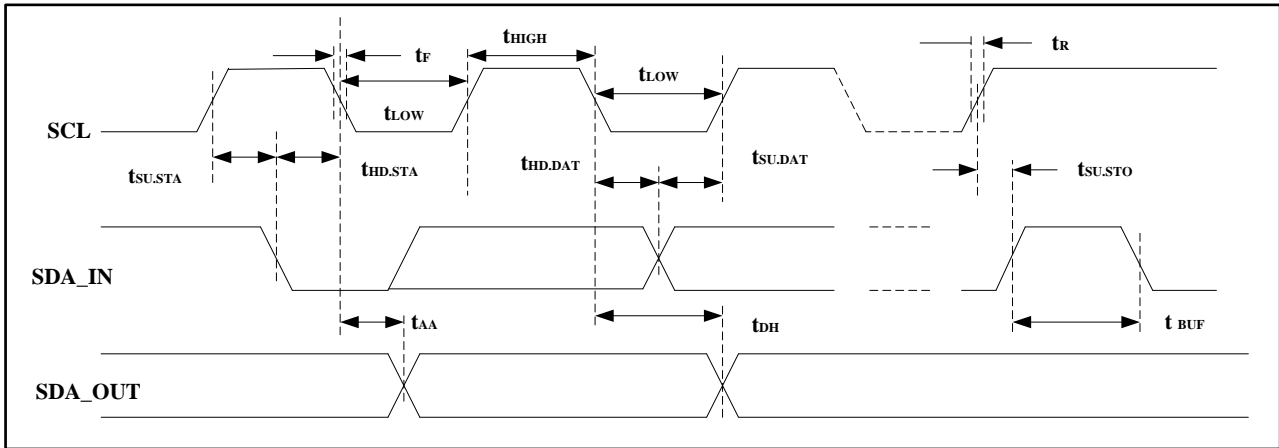 tF
tHIGH
tR
tLOW
tLOW
SCL
tSU.STA
tHD.STA
tHD.DAT
tSU.DAT
tSU.STO
SDA_IN
tAA
tDH
t BUF
SDA_OUT